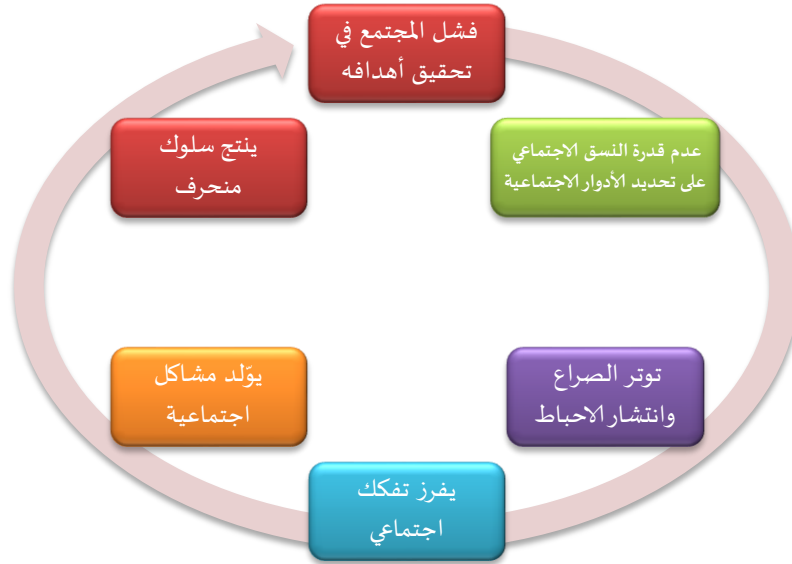 فشل المجتمع في
تحقيق أهدافه
عدم قدرة النسق الاجتماعي
على تحديد الأدوار الاجتماعية
توتر الصراع
وانتشار الاحباط
يفرز تفكك
اجتماعي
يوّلد مشاكل
اجتماعية
ينتج سلوك
منحرف